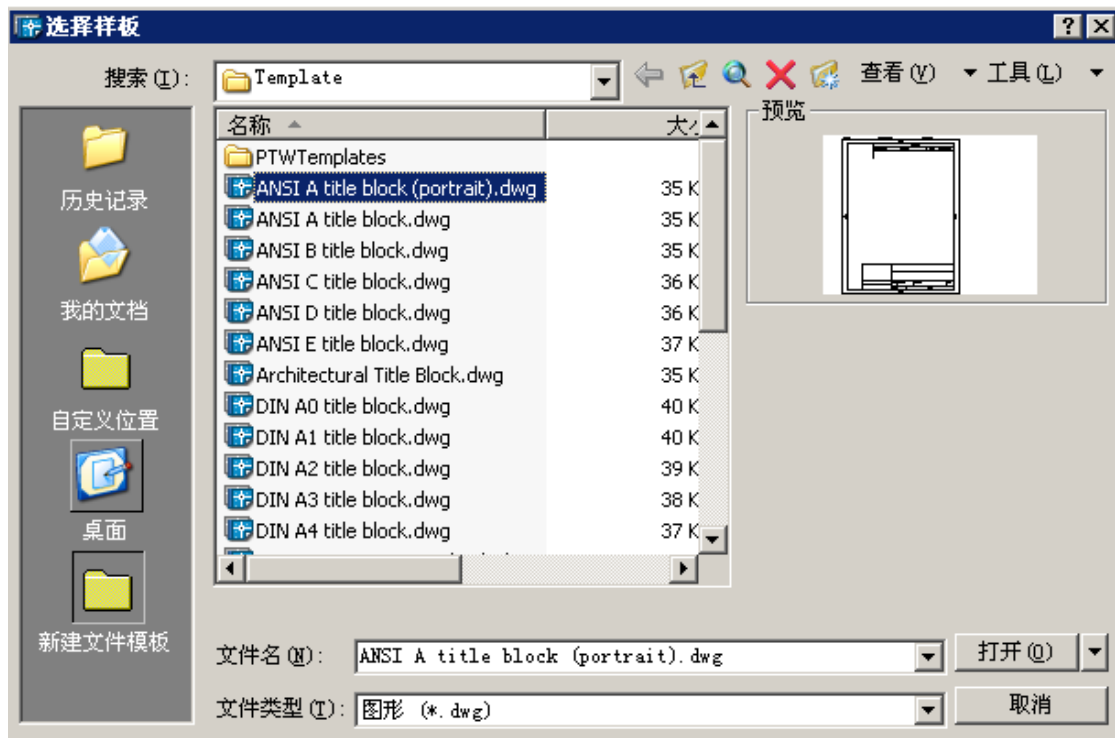 选择样板
搜索(I): Template 查看(V) 工具(L)
预览
名称 大小
PTWTemplates
ANSI A title block (portrait).dwg 35 K
ANSI A title block.dwg 35 K
ANSI B title block.dwg 35 K
ANSI C title block.dwg 36 K
ANSI D title block.dwg 36 K
ANSI E title block.dwg 37 K
Architectural Title Block.dwg 35 K
DIN A0 title block.dwg 40 K
DIN A1 title block.dwg 40 K
DIN A2 title block.dwg 39 K
DIN A3 title block.dwg 38 K
DIN A4 title block.dwg 37 K
历史记录
我的文档
自定义位置
桌面
新建文件模板
文件名(N): ANSI A title block (portrait).dwg 打开(O)
文件类型(T): 图形 (*.dwg) 取消